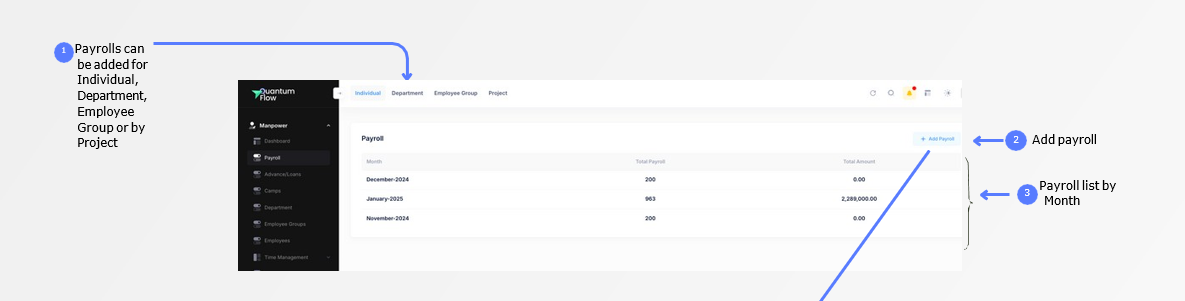 1
Payrolls can
be added for
Individual,
Department,
Employee
Group or by
Project
Quantum
Flow
Individual Department Employee Group Project
Manpower
Dashboard
Payroll
Advance/Loans
Camps
Department
Employee Groups
Employees
Time Management
Payroll
+ Add Payroll
Month Total Payroll Total Amount
December-2024 200 0.00
January-2025 963 2,289,000.00
November-2024 200 0.00
2 Add payroll
3 Payroll list by
Month